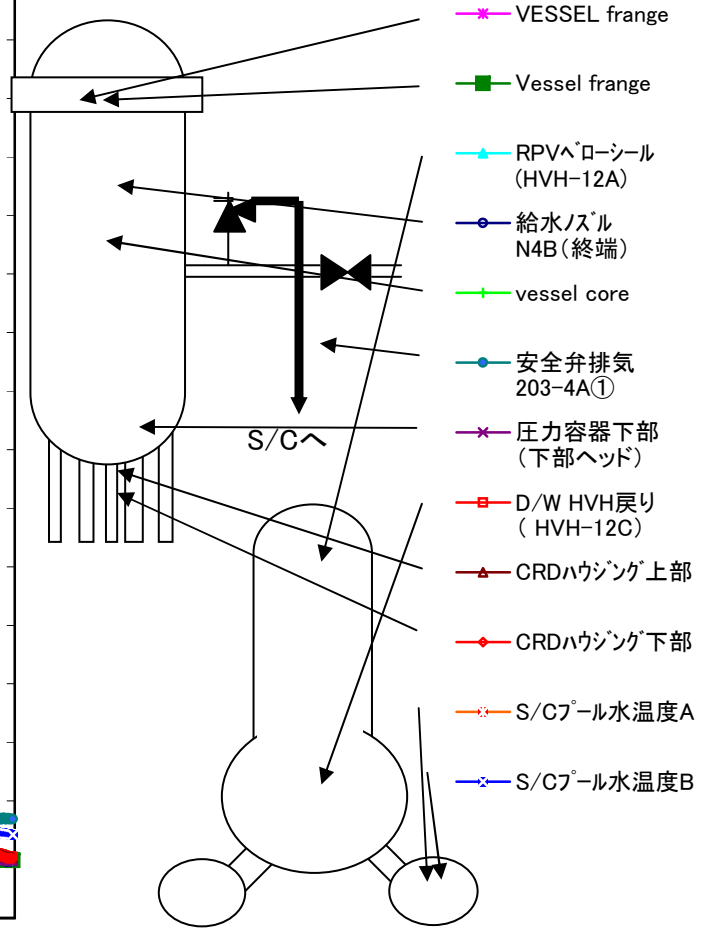 VESSEL frange
Vessel frange
RPVﾍﾞﾛｰｼｰﾙ
(HVH-12A)
給水ﾉｽﾞﾙ
N4B(終端)
vessel core
安全弁排気
203-4A①
圧力容器下部
(下部ヘッド)
D/W HVH戻り
( HVH-12C)
CRDﾊｳｼﾞﾝｸﾞ上部
CRDﾊｳｼﾞﾝｸﾞ下部
S/Cﾌﾟｰﾙ水温度A
S/Cﾌﾟｰﾙ水温度B
S/Cへ